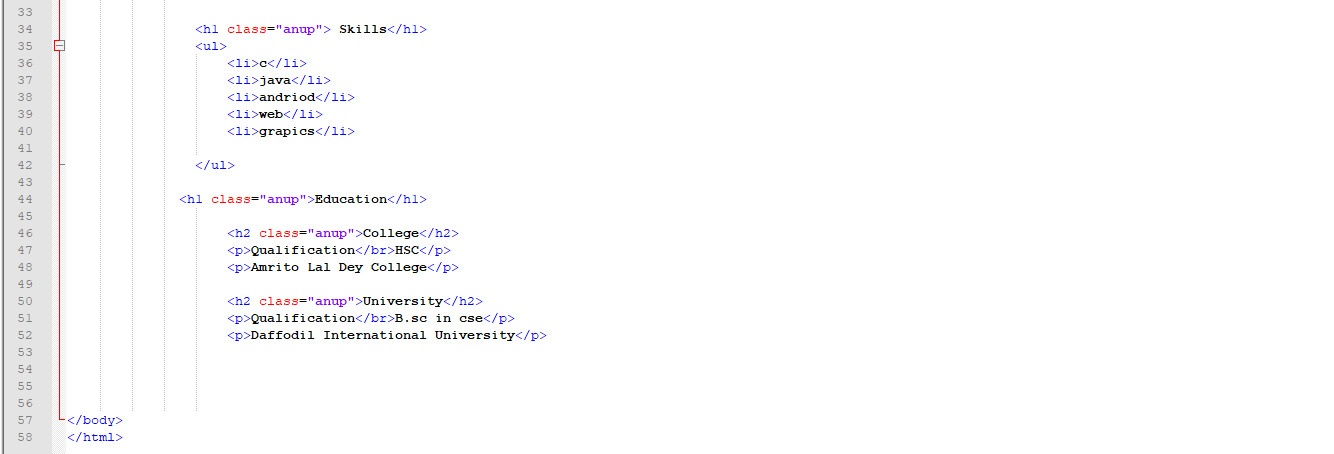 33
34 <h1 class="anup"> Skills</h1>
35 <ul>
36 <li>c</li>
37 <li>java</li>
38 <li>andriod</li>
39 <li>web</li>
40 <li>grapics</li>
41
42 </ul>
43
44 <h1 class="anup">Education</h1>
45
46 <h2 class="anup">College</h2>
47 <p>Qualification</br>HSC</p>
48 <p>Amrito Lal Dey College</p>
49
50 <h2 class="anup">University</h2>
51 <p>Qualification</br>B.sc in cse</p>
52 <p>Daffodil International University</p>
53
54
55
56
57 </body>
58 </html>